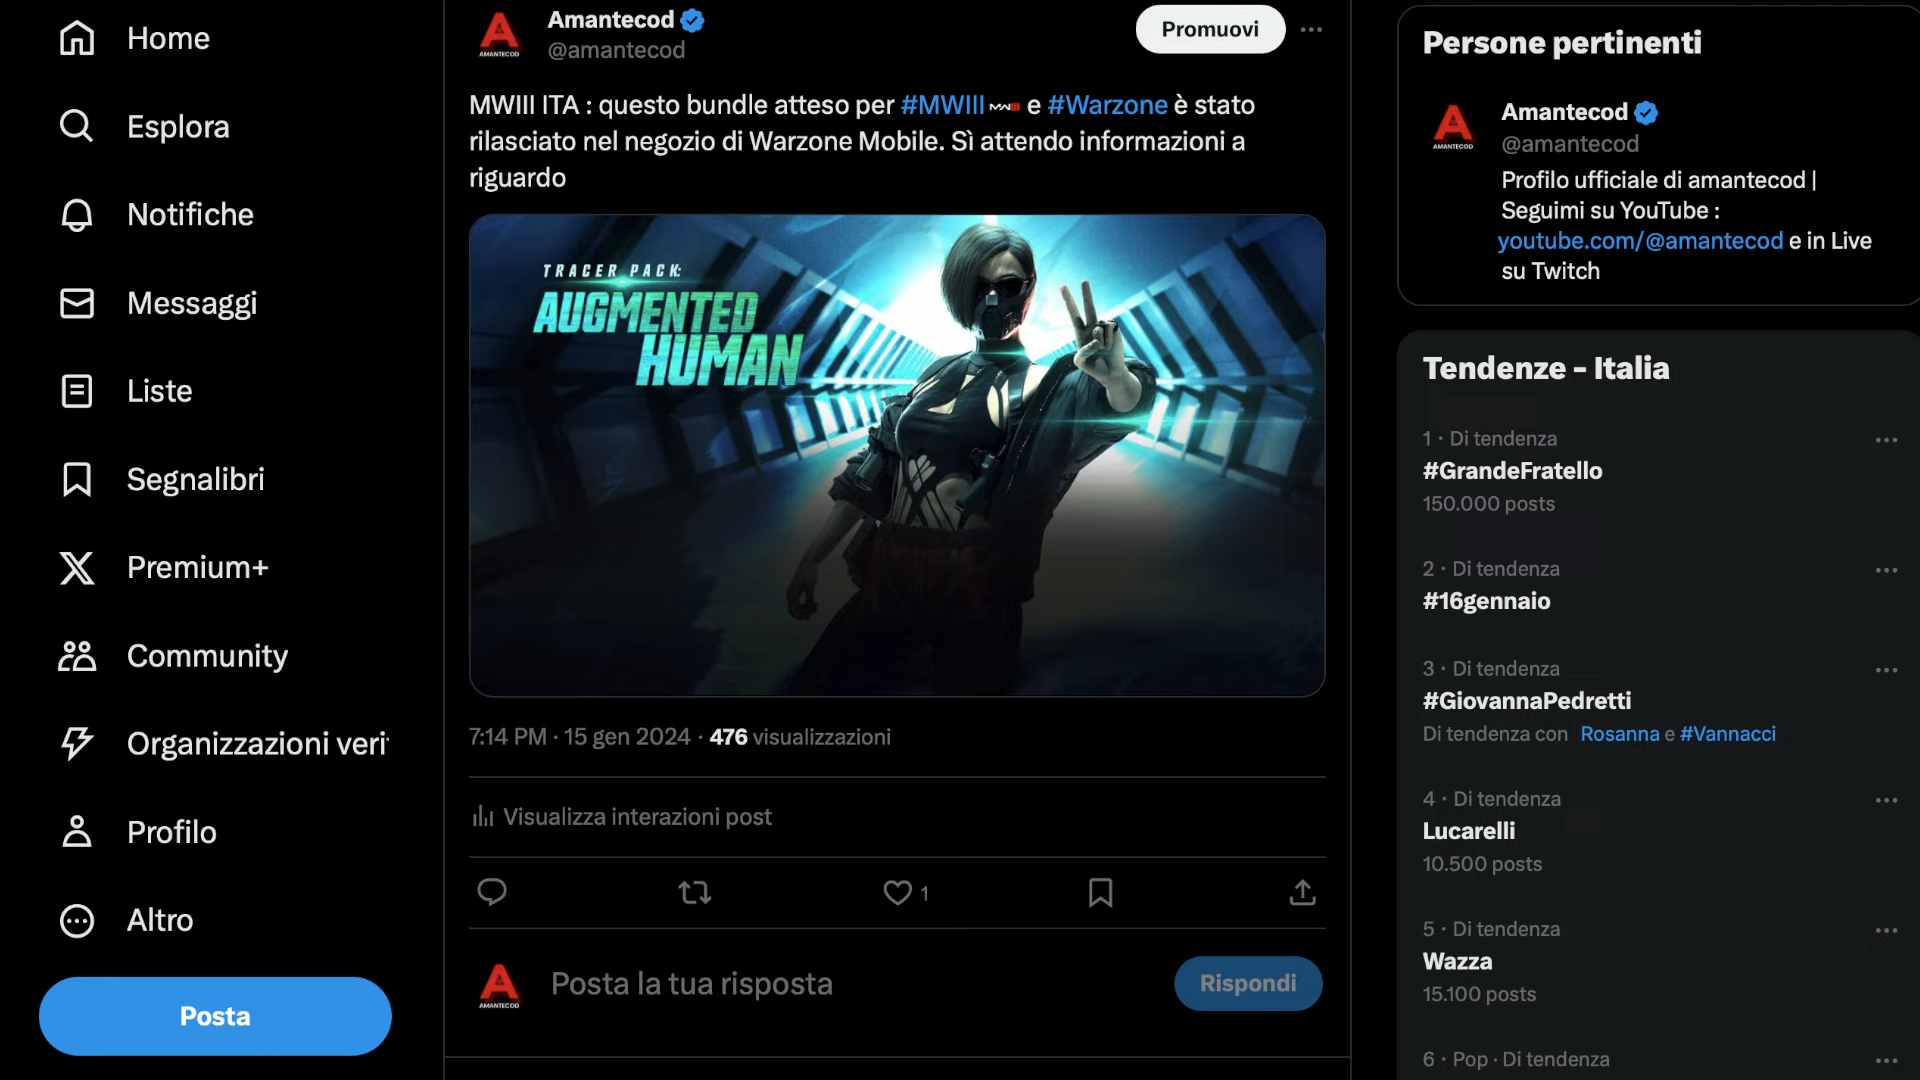 Home
Esplora
Notifiche
Messaggi
Liste
Segnalibri
Premium+
Community
Organizzazioni veri
Profilo
Altro
Posta
AMANTECOD
Amantecod
@amantecod
Promuovi
MWIII ITA : questo bundle atteso per #MWIII e #Warzone è stato
rilasciato nel negozio di Warzone Mobile. Sì attendo informazioni a
riguardo
TRACER PACK:
AUGMENTED
HUMAN
7:14 PM · 15 gen 2024 · 476 visualizzazioni
Visualizza interazioni post
1
AMANTECOD
Posta la tua risposta
Rispondi
Persone pertinenti
AMANTECOD
Amantecod
@amantecod
Profilo ufficiale di amantecod |
Seguimi su YouTube :
youtube.com/@amantecod e in Live
su Twitch
Tendenze - Italia
1 · Di tendenza
#GrandeFratello
150.000 posts
2 · Di tendenza
#16gennaio
3 · Di tendenza
#GiovannaPedretti
Di tendenza con Rosanna e #Vannacci
4 · Di tendenza
Lucarelli
10.500 posts
5 · Di tendenza
Wazza
15.100 posts
6 · Pop · Di tendenza